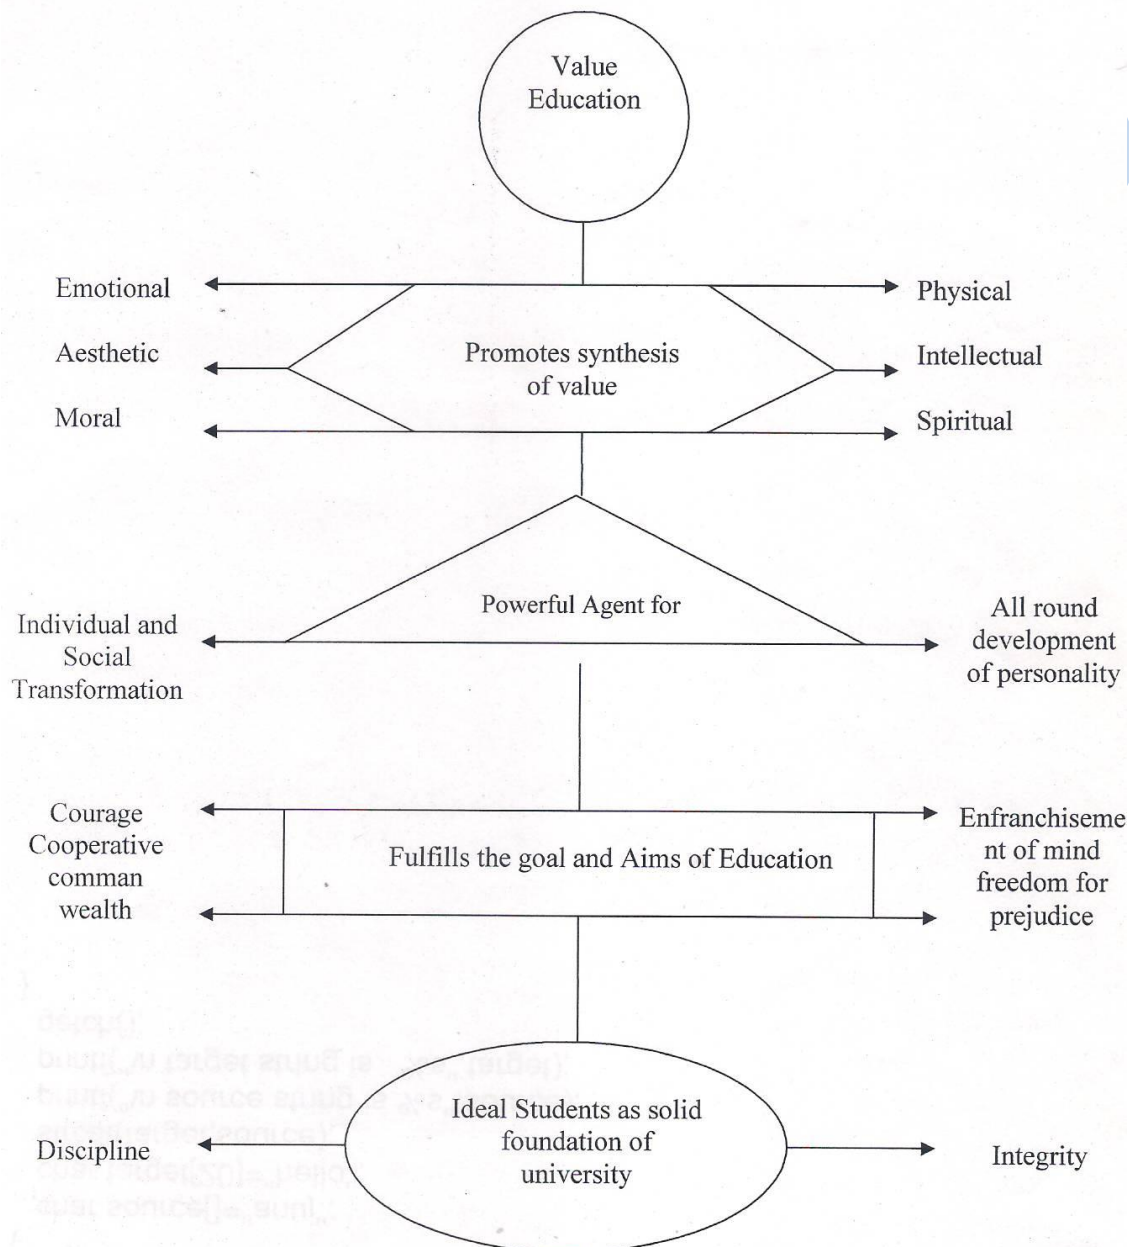 Value
Education
Emotional
Physical
Aesthetic
Promotes synthesis
of value
Intellectual
Moral
Spiritual
Individual and
Social
Transformation
Powerful Agent for
All round
development
of personality
Courage
Cooperative
comman
wealth
Fulfills the goal and Aims of Education
Enfranchiseme
nt of mind
freedom for
prejudice
Discipline
Ideal Students as solid
foundation of
university
Integrity